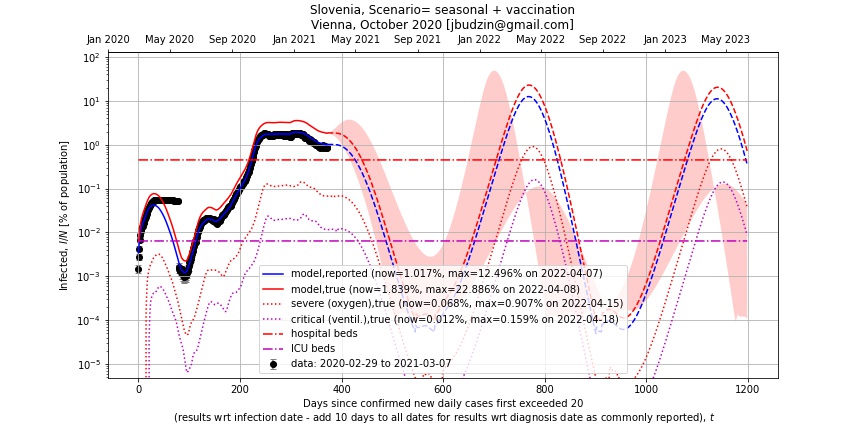 Slovenia, Scenario= seasonal + vaccination
Vienna, October 2020 [jbudzin@gmail.com]
Jan 2020 May 2020 Sep 2020 Jan 2021 May 2021 Sep 2021 Jan 2022 May 2022 Sep 2022 Jan 2023 May 2023
Infected, I/N [% of population]
10²
10¹
10⁰
10⁻¹
10⁻²
10⁻³
10⁻⁴
10⁻⁵
model,reported (now=1.017%, max=12.496% on 2022-04-07)
model,true (now=1.839%, max=22.886% on 2022-04-08)
severe (oxygen),true (now=0.068%, max=0.907% on 2022-04-15)
critical (ventil.),true (now=0.012%, max=0.159% on 2022-04-18)
hospital beds
ICU beds
data: 2020-02-29 to 2021-03-07
0 200 400 600 800 1000 1200
Days since confirmed new daily cases first exceeded 20
(results wrt infection date - add 10 days to all dates for results wrt diagnosis date as commonly reported), t